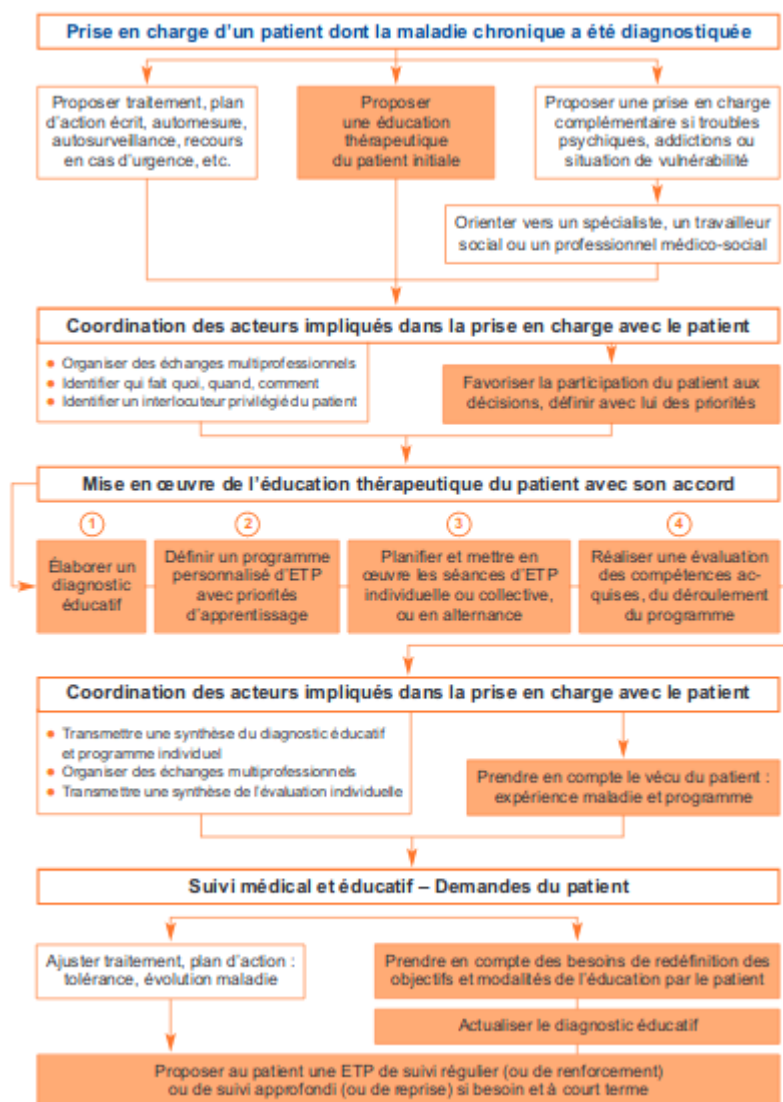 Prise en charge d'un patient dont la maladie chronique a été diagnostiquée
Proposer traitement, plan
d'action écrit, automesure,
autosurveillance, recours
en cas d'urgence, etc.
Proposer
une éducation
thérapeutique
du patient initiale
Proposer une prise en charge
complémentaire si troubles
psychiques, addictions ou
situation de vulnérabilité
Orienter vers un spécialiste, un travailleur
social ou un professionnel médico-social
Coordination des acteurs impliqués dans la prise en charge avec le patient
• Organiser des échanges multiprofessionnels
• Identifier qui fait quoi, quand, comment
• Identifier un interlocuteur privilégié du patient
Favoriser la participation du patient aux
décisions, définir avec lui des priorités
Mise en œuvre de l'éducation thérapeutique du patient avec son accord
1
Élaborer un
diagnostic
éducatif
2
Définir un programme
personnalisé d'ETP
avec priorités
d'apprentissage
3
Planifier et mettre en
œuvre les séances d'ETP
individuelle ou collective,
ou en alternance
4
Réaliser une évaluation
des compétences ac-
quises, du déroulement
du programme
Coordination des acteurs impliqués dans la prise en charge avec le patient
• Transmettre une synthèse du diagnostic éducatif
et programme individuel
• Organiser des échanges multiprofessionnels
• Transmettre une synthèse de l'évaluation individuelle
Prendre en compte le vécu du patient :
expérience maladie et programme
Suivi médical et éducatif – Demandes du patient
Ajuster traitement, plan d'action :
tolérance, évolution maladie
Prendre en compte des besoins de redéfinition des
objectifs et modalités de l'éducation par le patient
Actualiser le diagnostic éducatif
Proposer au patient une ETP de suivi régulier (ou de renforcement)
ou de suivi approfondi (ou de reprise) si besoin et à court terme